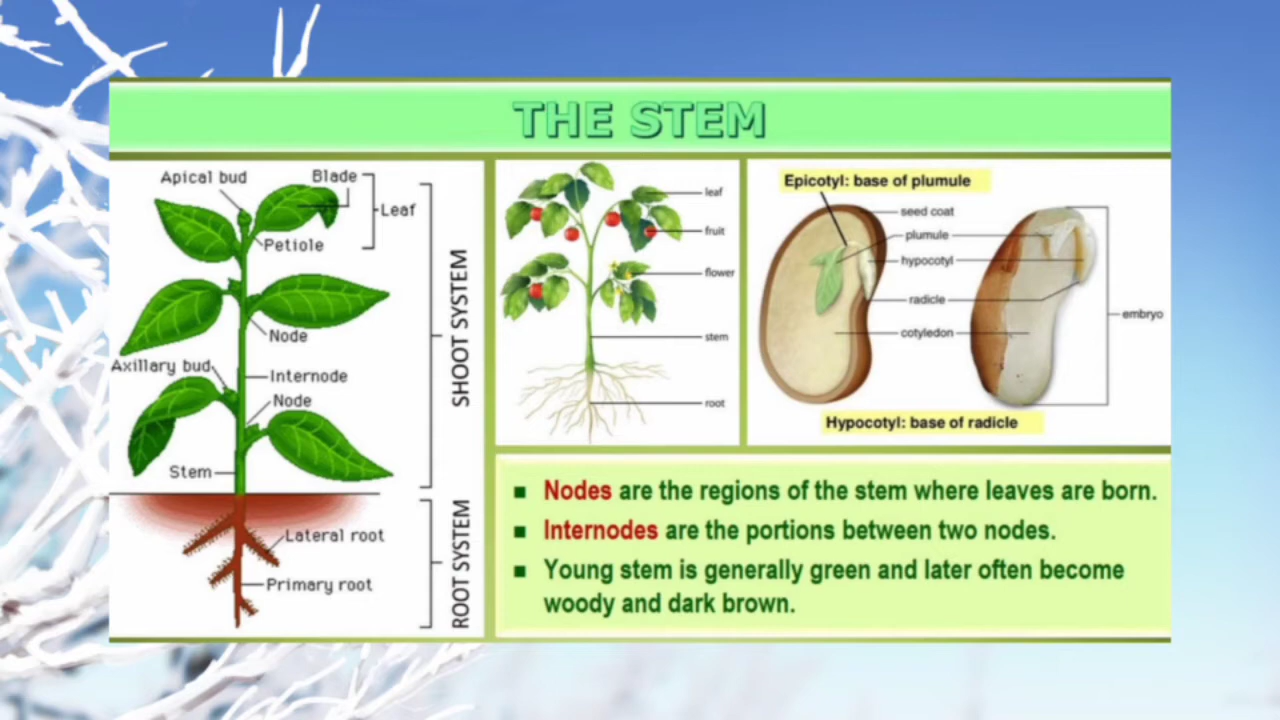 THE STEM
Apical bud
Blade
Leaf
Petiole
Node
Axillary bud
Internode
Node
Stem
SHOOT SYSTEM
Lateral root
Primary root
ROOT SYSTEM
leaf
fruit
flower
stem
root
Epicotyl: base of plumule
seed coat
plumule
hypocotyl
radicle
cotyledon
embryo
Hypocotyl: base of radicle
▪ Nodes are the regions of the stem where leaves are born.
▪ Internodes are the portions between two nodes.
▪ Young stem is generally green and later often become
woody and dark brown.